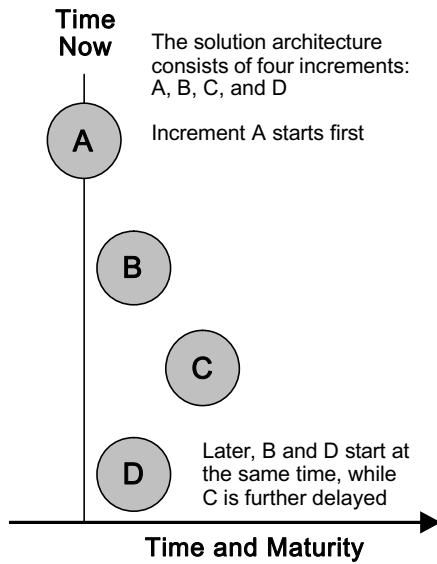 Time
Now
The solution architecture
consists of four increments:
A, B, C, and D
A
Increment A starts first
B
C
D
Later, B and D start at
the same time, while
C is further delayed
Time and Maturity